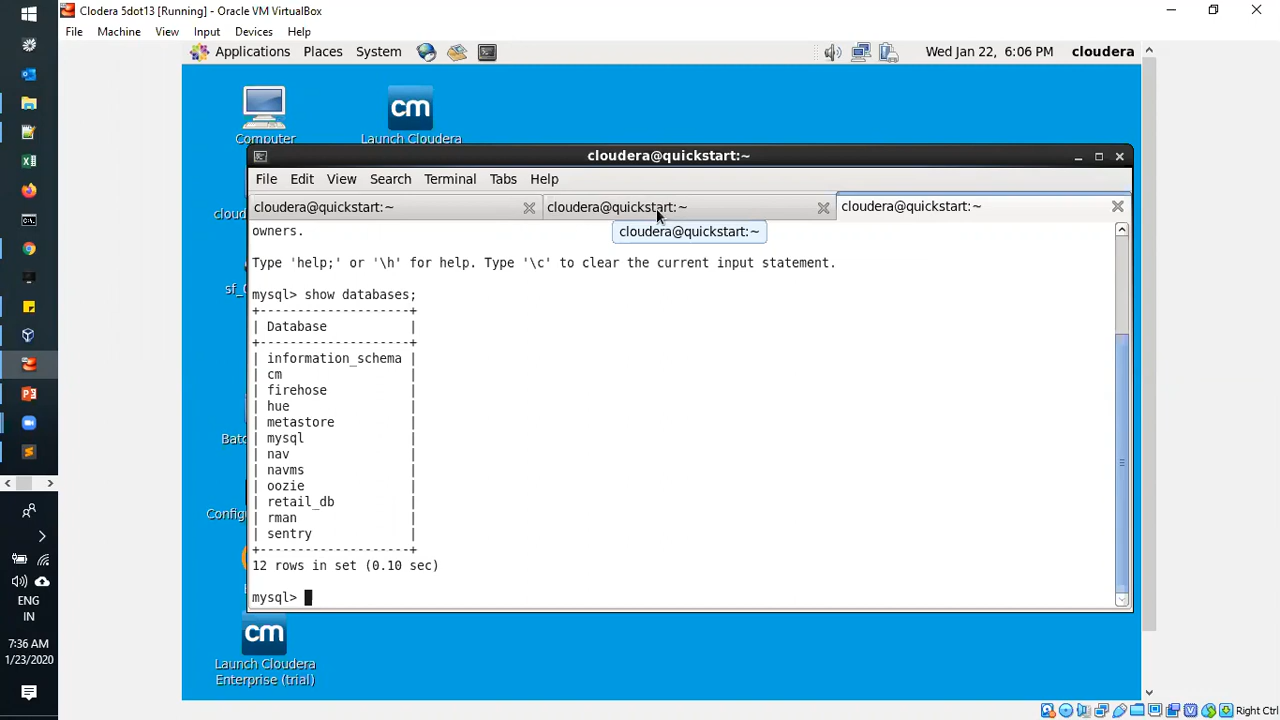 Clodera 5dot13 [Running] - Oracle VM VirtualBox
File Machine View Input Devices Help
Applications Places System
Wed Jan 22, 6:06 PM cloudera
Computer
cm
Launch Cloudera
cloudera@quickstart:~
File Edit View Search Terminal Tabs Help
cloudera@quickstart:~
cloudera@quickstart:~
cloudera@quickstart:~
cloudera@quickstart:~
owners.
Type 'help;' or '\h' for help. Type '\c' to clear the current input statement.
mysql> show databases;
+--------------------+
| Database |
+--------------------+
| information_schema |
| cm |
| firehose |
| hue |
| metastore |
| mysql |
| nav |
| navms |
| oozie |
| retail_db |
| rman |
| sentry |
+--------------------+
12 rows in set (0.10 sec)
mysql>
cm
Launch Cloudera
Enterprise (trial)
ENG
IN
7:36 AM
1/23/2020
Right Ctrl